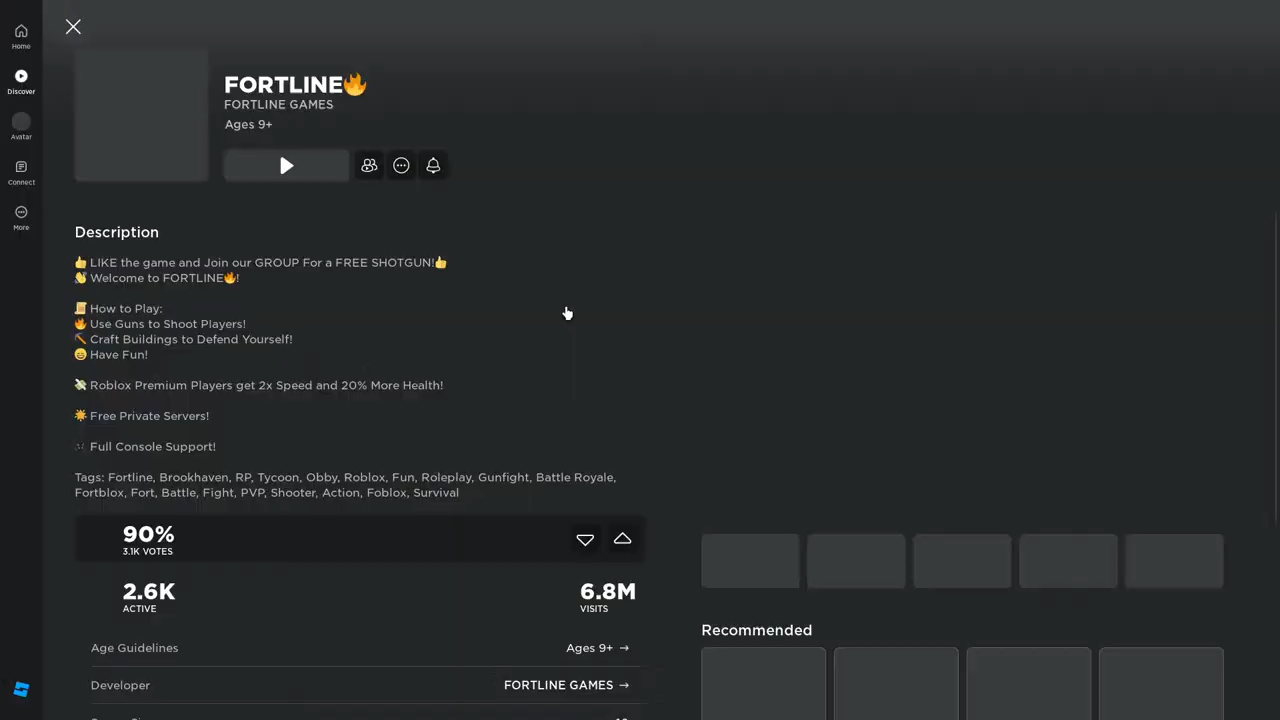 Home
Discover
Avatar
Connect
More
FORTLINE🔥
FORTLINE GAMES
Ages 9+
Description
👍 LIKE the game and Join our GROUP For a FREE SHOTGUN!👍
👋 Welcome to FORTLINE🔥!
📜 How to Play:
🔥 Use Guns to Shoot Players!
⛏️ Craft Buildings to Defend Yourself!
😄 Have Fun!
💸 Roblox Premium Players get 2x Speed and 20% More Health!
☀️ Free Private Servers!
🎮 Full Console Support!
Tags: Fortline, Brookhaven, RP, Tycoon, Obby, Roblox, Fun, Roleplay, Gunfight, Battle Royale,
Fortblox, Fort, Battle, Fight, PVP, Shooter, Action, Foblox, Survival
90%
3.1K VOTES
2.6K
ACTIVE
6.8M
VISITS
Age Guidelines
Ages 9+ →
Developer
FORTLINE GAMES →
Recommended